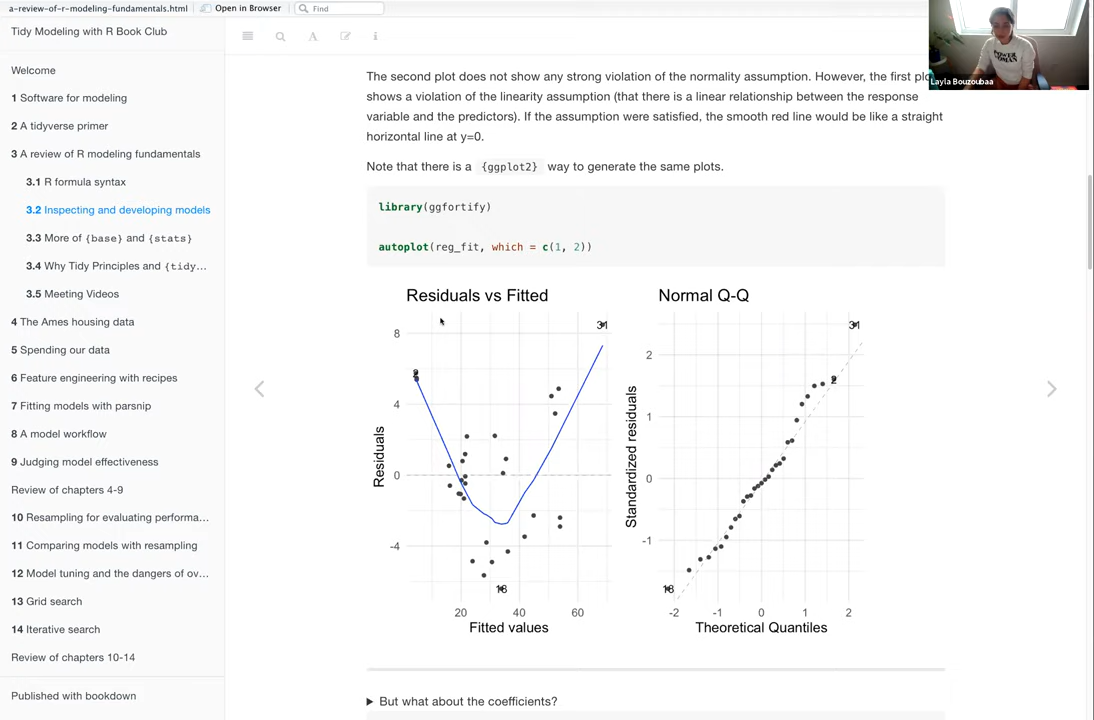 a-review-of-r-modeling-fundamentals.html
Open in Browser
Find
Tidy Modeling with R Book Club
Welcome
1 Software for modeling
2 A tidyverse primer
3 A review of R modeling fundamentals
3.1 R formula syntax
3.2 Inspecting and developing models
3.3 More of {base} and {stats}
3.4 Why Tidy Principles and {tidy...
3.5 Meeting Videos
4 The Ames housing data
5 Spending our data
6 Feature engineering with recipes
7 Fitting models with parsnip
8 A model workflow
9 Judging model effectiveness
Review of chapters 4-9
10 Resampling for evaluating performa...
11 Comparing models with resampling
12 Model tuning and the dangers of ov...
13 Grid search
14 Iterative search
Review of chapters 10-14
Published with bookdown
A
i
The second plot does not show any strong violation of the normality assumption. However, the first
shows a violation of the linearity assumption (that there is a linear relationship between the response
variable and the predictors). If the assumption were satisfied, the smooth red line would be like a straight
horizontal line at y=0.
Note that there is a {ggplot2} way to generate the same plots.
library(ggfortify)
autoplot(reg_fit, which = c(1, 2))
Residuals vs Fitted
31
8
2
4
0
-4
18
20
40
60
Residuals
Fitted values
Normal Q-Q
31
2
2
1
0
-1
18
-2
-1
0
1
2
Standardized residuals
Theoretical Quantiles
But what about the coefficients?
POWER
WOMAN
Layla Bouzoubaa